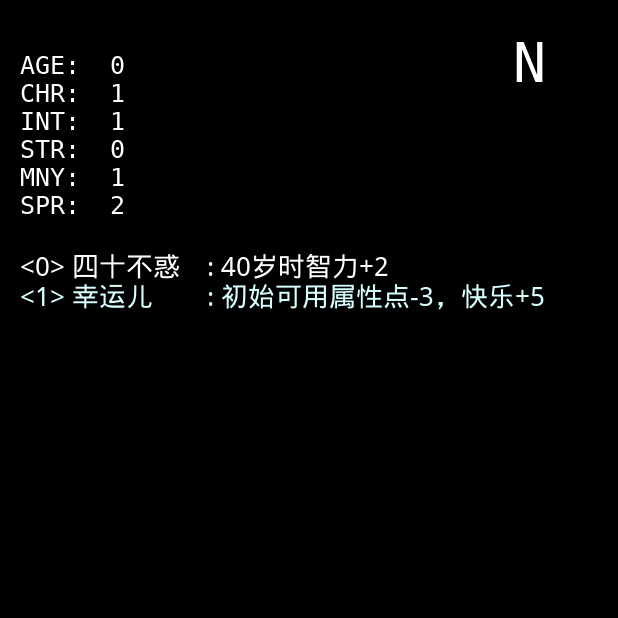 N
AGE: 0
CHR: 1
INT: 1
STR: 0
MNY: 1
SPR: 2
<0> 四十不惑 : 40岁时智力+2
<1> 幸运儿 : 初始可用属性点-3，快乐+5